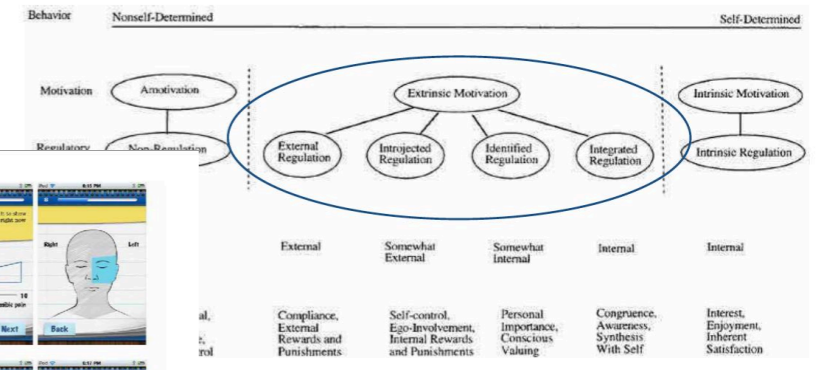 Behavior Nonself-Determined Self-Determined
Motivation Amotivation Extrinsic Motivation Intrinsic Motivation
Regulatory Non-Regulation External Regulation Introjected Regulation Identified Regulation Integrated Regulation Intrinsic Regulation
External Somewhat External Somewhat Internal Internal Internal
Compliance, External Rewards and Punishments
Self-control, Ego-Involvement, Internal Rewards and Punishments
Personal Importance, Conscious Valuing
Congruence, Awareness, Synthesis With Self
Interest, Enjoyment, Inherent Satisfaction
right now
Right Left
10
Next Back